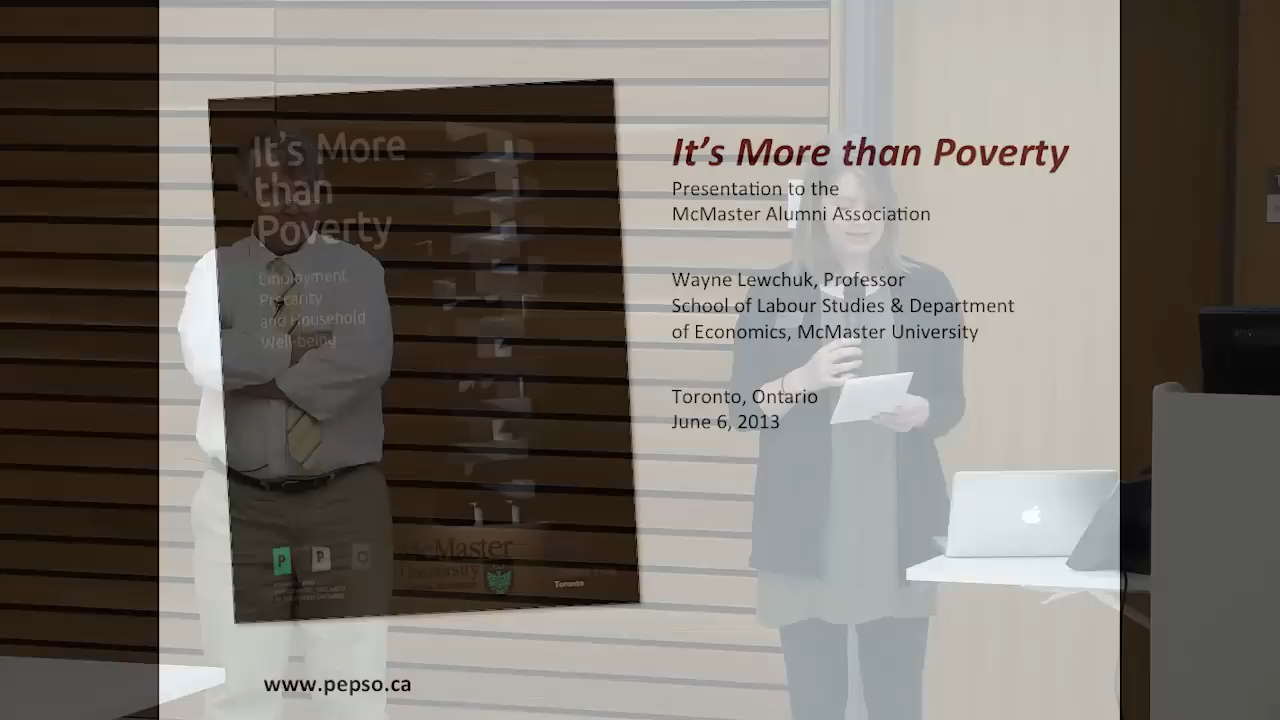 It's More
than
Poverty
Employment
Precarity
and Household
Well-being
McMaster
University
Toronto
It's More than Poverty
Presentation to the
McMaster Alumni Association
Wayne Lewchuk, Professor
School of Labour Studies & Department
of Economics, McMaster University
Toronto, Ontario
June 6, 2013
www.pepso.ca